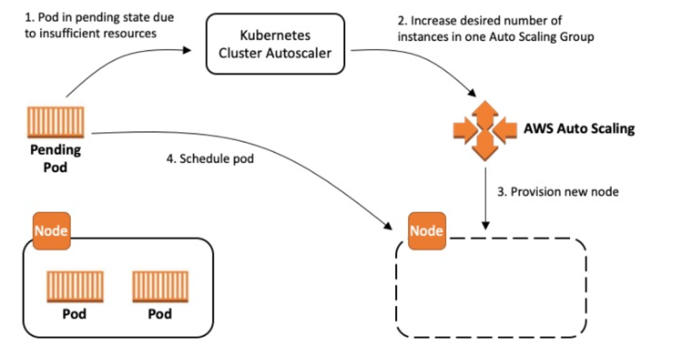 1. Pod in pending state due
to insufficient resources
Kubernetes
Cluster Autoscaler
2. Increase desired number of
instances in one Auto Scaling Group
AWS Auto Scaling
Pending
Pod
4. Schedule pod
3. Provision new node
Node
Node
Pod
Pod